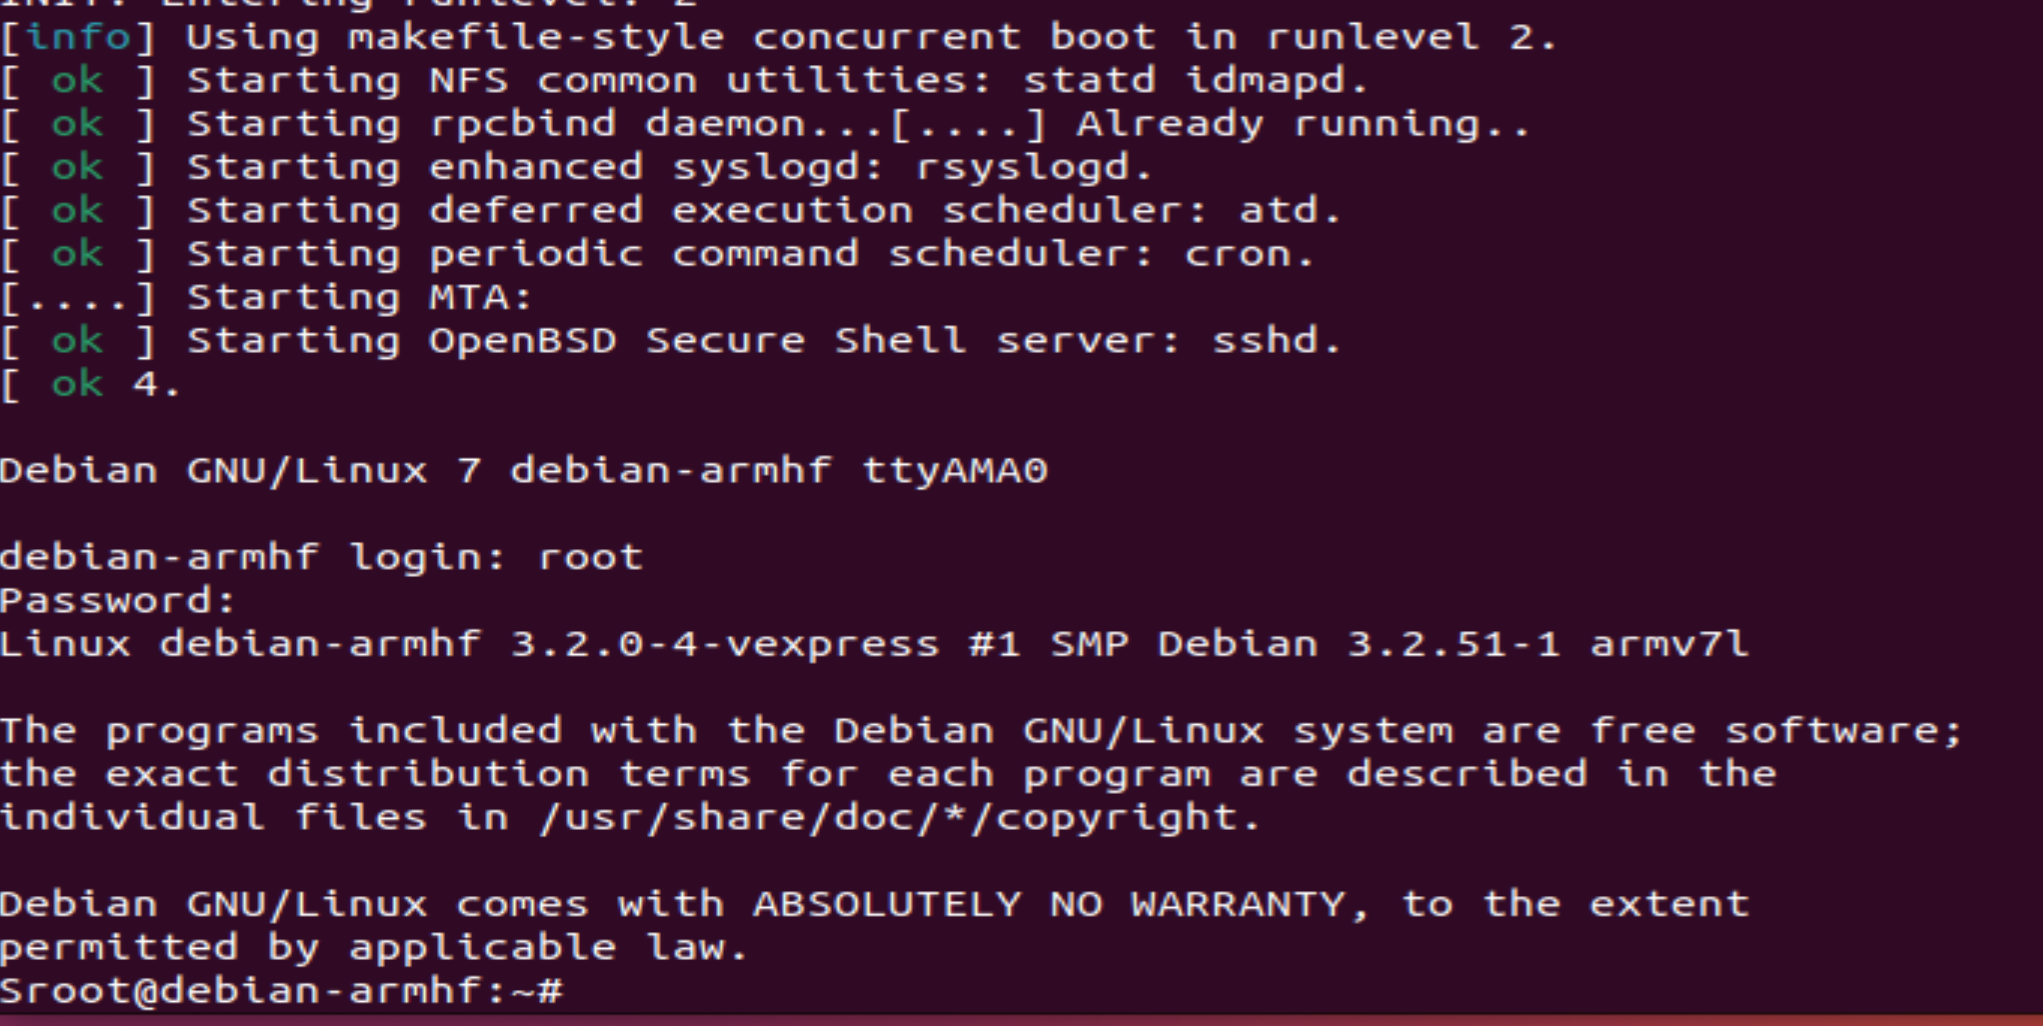 INIT: Entering runlevel: 2
[info] Using makefile-style concurrent boot in runlevel 2.
[ ok ] Starting NFS common utilities: statd idmapd.
[ ok ] Starting rpcbind daemon...[....] Already running..
[ ok ] Starting enhanced syslogd: rsyslogd.
[ ok ] Starting deferred execution scheduler: atd.
[ ok ] Starting periodic command scheduler: cron.
[....] Starting MTA:
[ ok ] Starting OpenBSD Secure Shell server: sshd.
[ ok 4.
Debian GNU/Linux 7 debian-armhf ttyAMA0
debian-armhf login: root
Password:
Linux debian-armhf 3.2.0-4-vexpress #1 SMP Debian 3.2.51-1 armv7l
The programs included with the Debian GNU/Linux system are free software;
the exact distribution terms for each program are described in the
individual files in /usr/share/doc/*/copyright.
Debian GNU/Linux comes with ABSOLUTELY NO WARRANTY, to the extent
permitted by applicable law.
Sroot@debian-armhf:~#